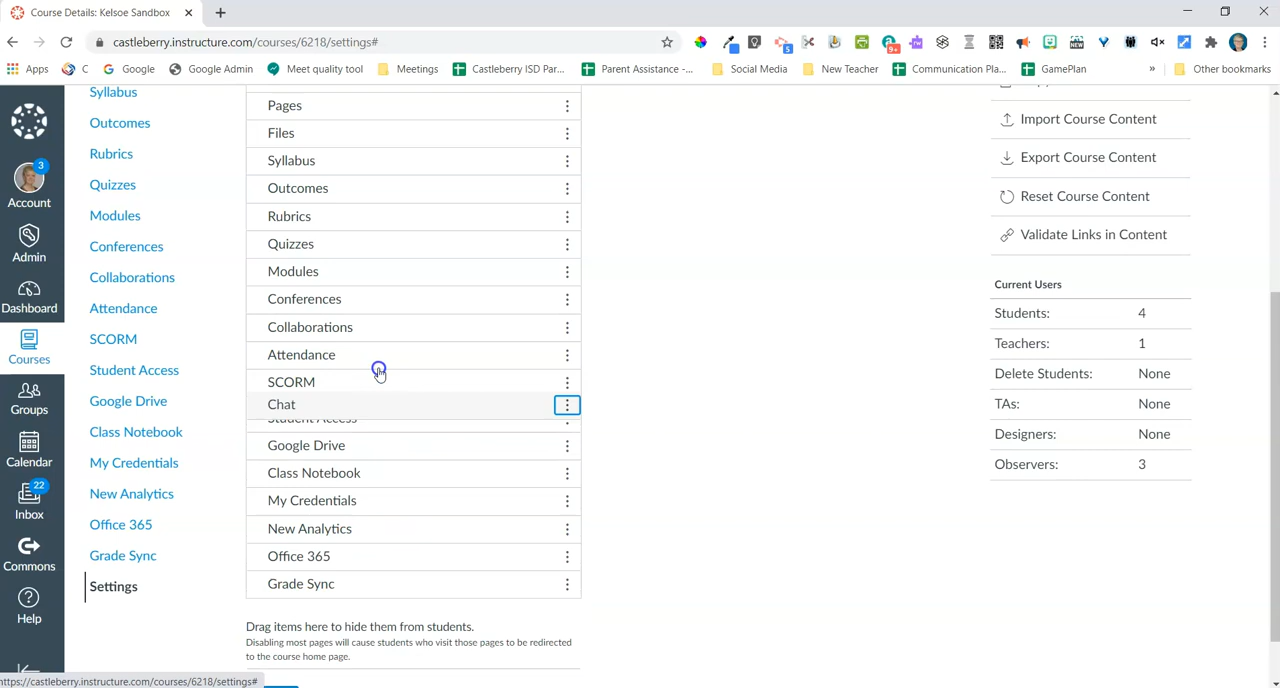 Course Details: Kelsoe Sandbox
castleberry.instructure.com/courses/6218/settings#
5
9+
NEW
Apps
C
Google
Google Admin
Meet quality tool
Meetings
Castleberry ISD Par...
Parent Assistance -...
Social Media
New Teacher
Communication Pla...
GamePlan
»
Other bookmarks
3
Account
Admin
Dashboard
Courses
Groups
Calendar
22
Inbox
Commons
Help
Syllabus
Outcomes
Rubrics
Quizzes
Modules
Conferences
Collaborations
Attendance
SCORM
Student Access
Google Drive
Class Notebook
My Credentials
New Analytics
Office 365
Grade Sync
Settings
Pages
Files
Syllabus
Outcomes
Rubrics
Quizzes
Modules
Conferences
Collaborations
Attendance
SCORM
Chat
Student Access
Google Drive
Class Notebook
My Credentials
New Analytics
Office 365
Grade Sync
Drag items here to hide them from students.
Disabling most pages will cause students who visit those pages to be redirected
to the course home page.
Import Course Content
Export Course Content
Reset Course Content
Validate Links in Content
Current Users
Students: 4
Teachers: 1
Delete Students: None
TAs: None
Designers: None
Observers: 3
https://castleberry.instructure.com/courses/6218/settings#